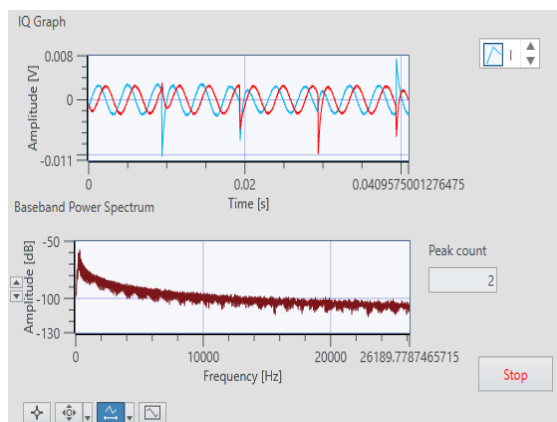 IQ Graph
I
Amplitude [V]
0.008
0
-0.011
0
0.02
0.0409575001276475
Time [s]
Baseband Power Spectrum
Amplitude [dB]
-50
-100
-130
0
10000
20000
26189.7787465715
Frequency [Hz]
Peak count
2
Stop